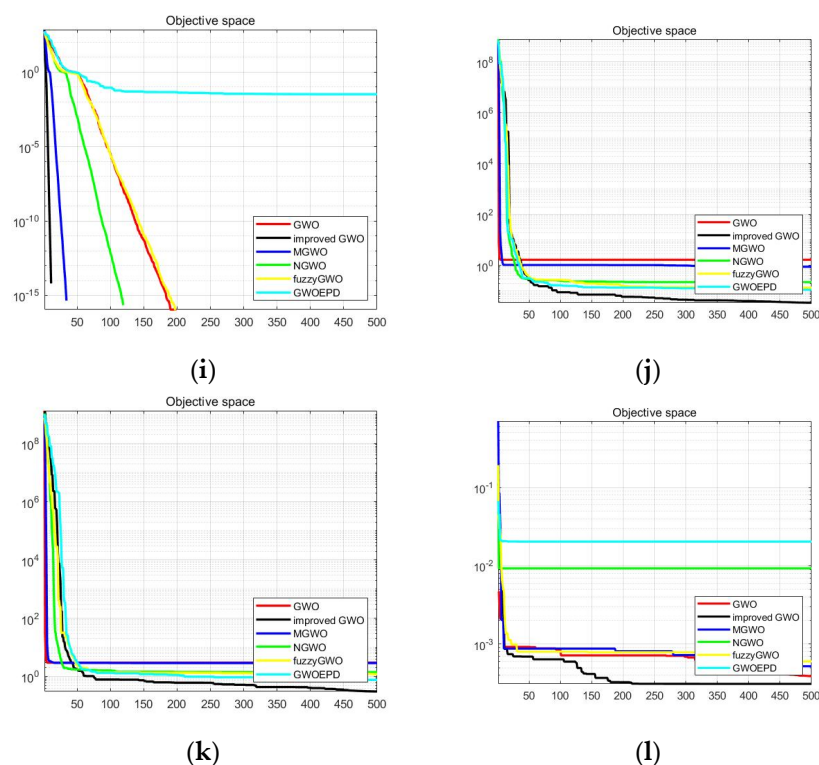 Objective space
10^0
10^-5
10^-10
10^-15
GWO
improved GWO
MGWO
NGWO
fuzzyGWO
GWOEPD
50 100 150 200 250 300 350 400 450 500
(i)
Objective space
10^8
10^6
10^4
10^2
10^0
GWO
improved GWO
MGWO
NGWO
fuzzyGWO
GWOEPD
50 100 150 200 250 300 350 400 450 500
(j)
Objective space
10^8
10^6
10^4
10^2
10^0
GWO
improved GWO
MGWO
NGWO
fuzzyGWO
GWOEPD
50 100 150 200 250 300 350 400 450 500
(k)
Objective space
10^-1
10^-2
10^-3
GWO
improved GWO
MGWO
NGWO
fuzzyGWO
GWOEPD
50 100 150 200 250 300 350 400 450 500
(l)